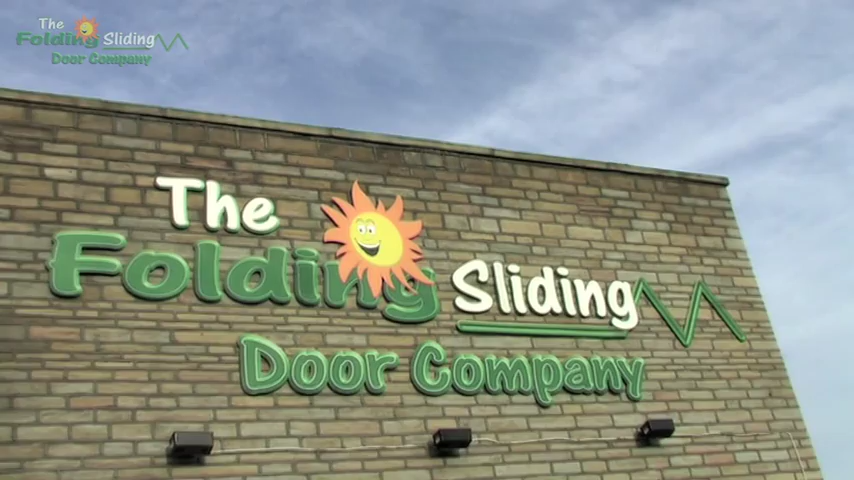 The
Folding Sliding
Door Company
The
Folding Sliding
Door Company